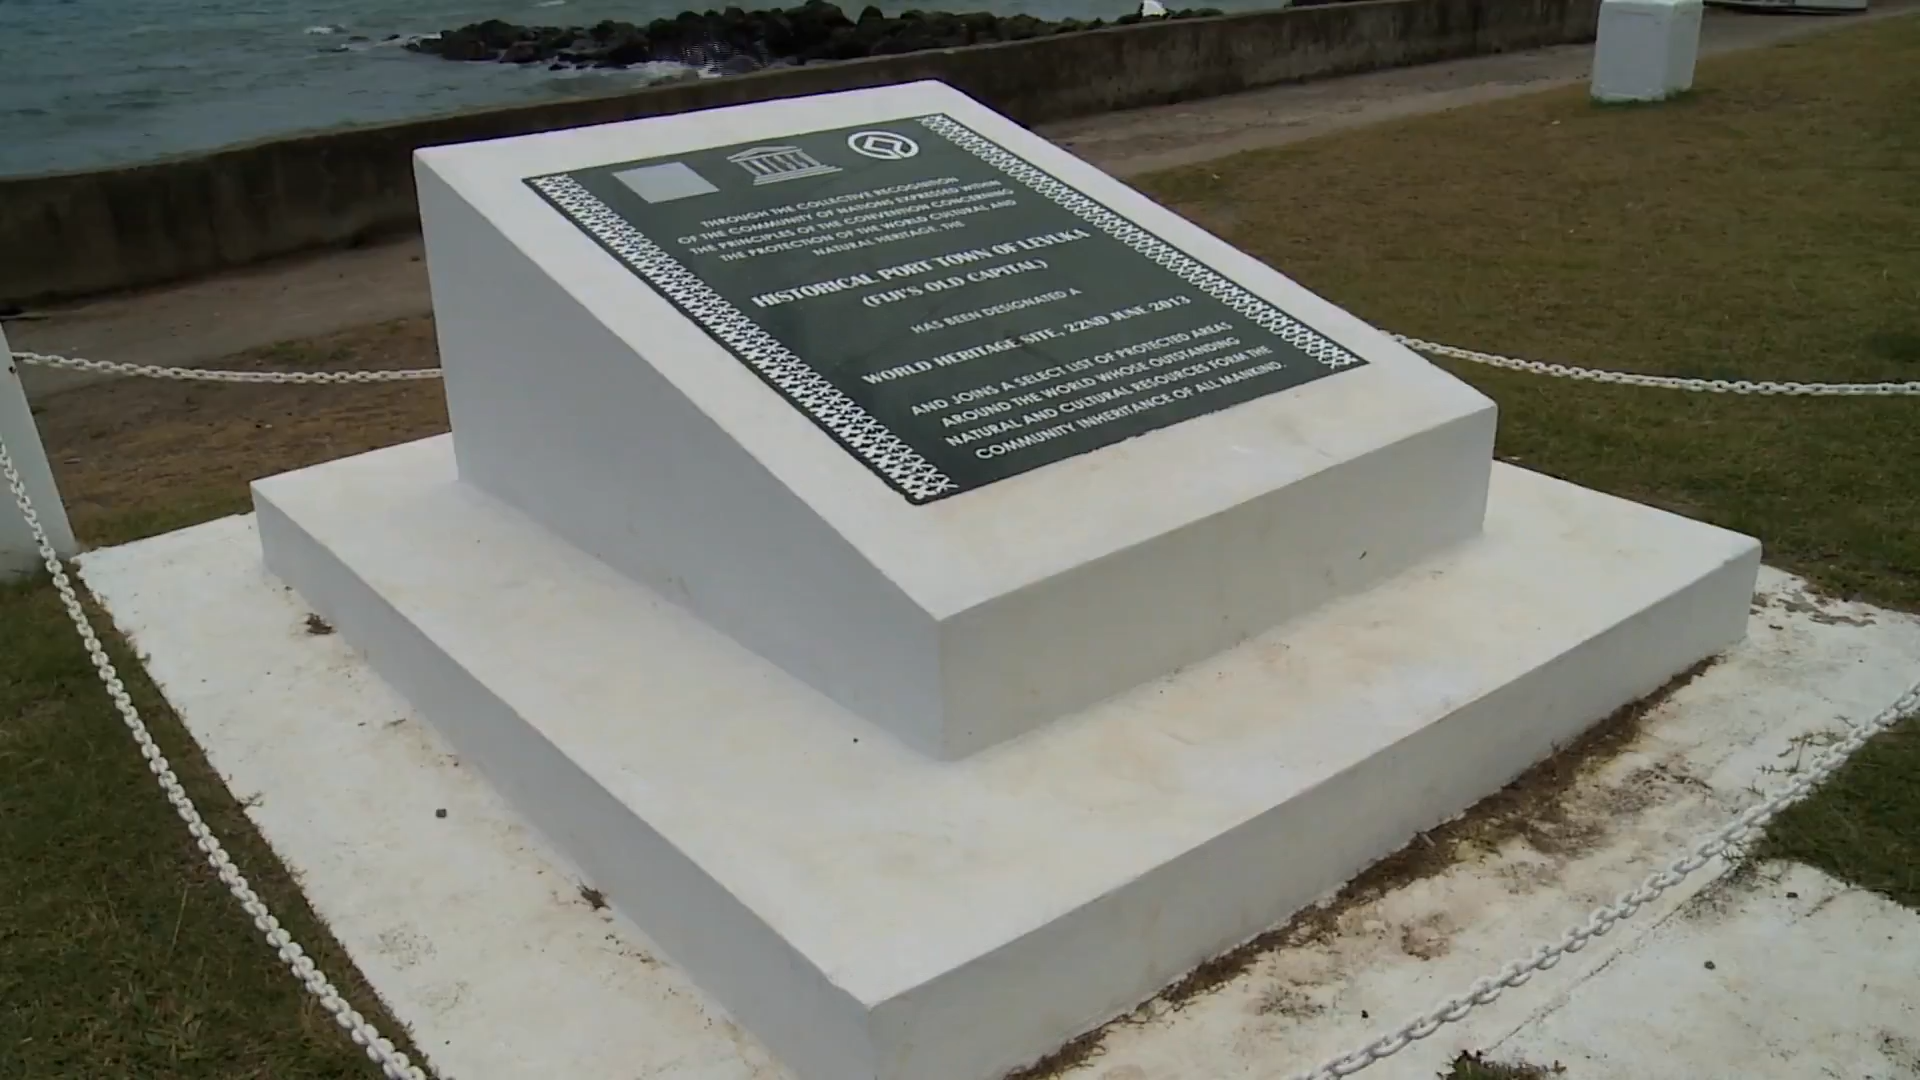 THROUGH THE COLLECTIVE RECOGNITION
OF THE COMMUNITY OF NATIONS EXPRESSED WITHIN
THE PRINCIPLES OF THE CONVENTION CONCERNING
THE PROTECTION OF THE WORLD CULTURAL AND
NATURAL HERITAGE, THE
HISTORICAL PORT TOWN OF LEVUKA
(FIJI'S OLD CAPITAL)
HAS BEEN DESIGNATED A
WORLD HERITAGE SITE, 22ND JUNE 2013
AND JOINS A SELECT LIST OF PROTECTED AREAS
AROUND THE WORLD WHOSE OUTSTANDING
NATURAL AND CULTURAL RESOURCES FORM THE
COMMUNITY INHERITANCE OF ALL MANKIND.